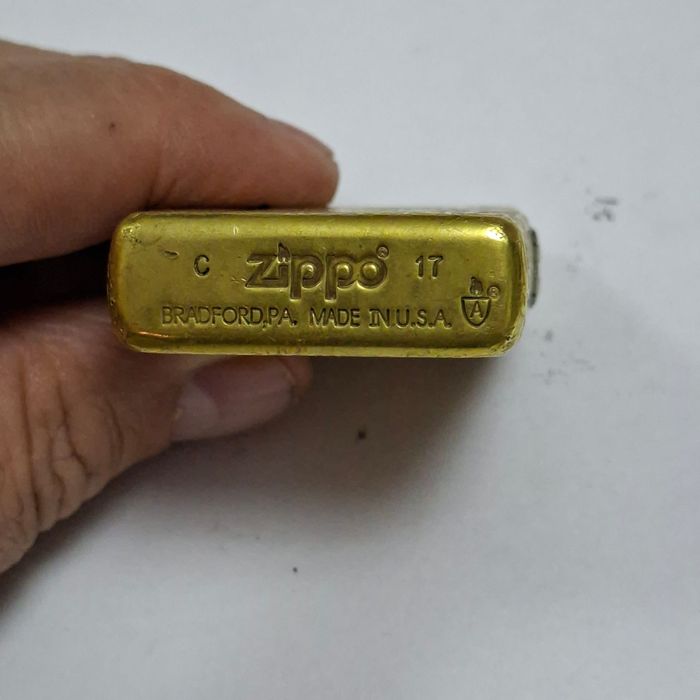 C zippo® 17
BRADFORD,PA. MADE IN U.S.A. A®